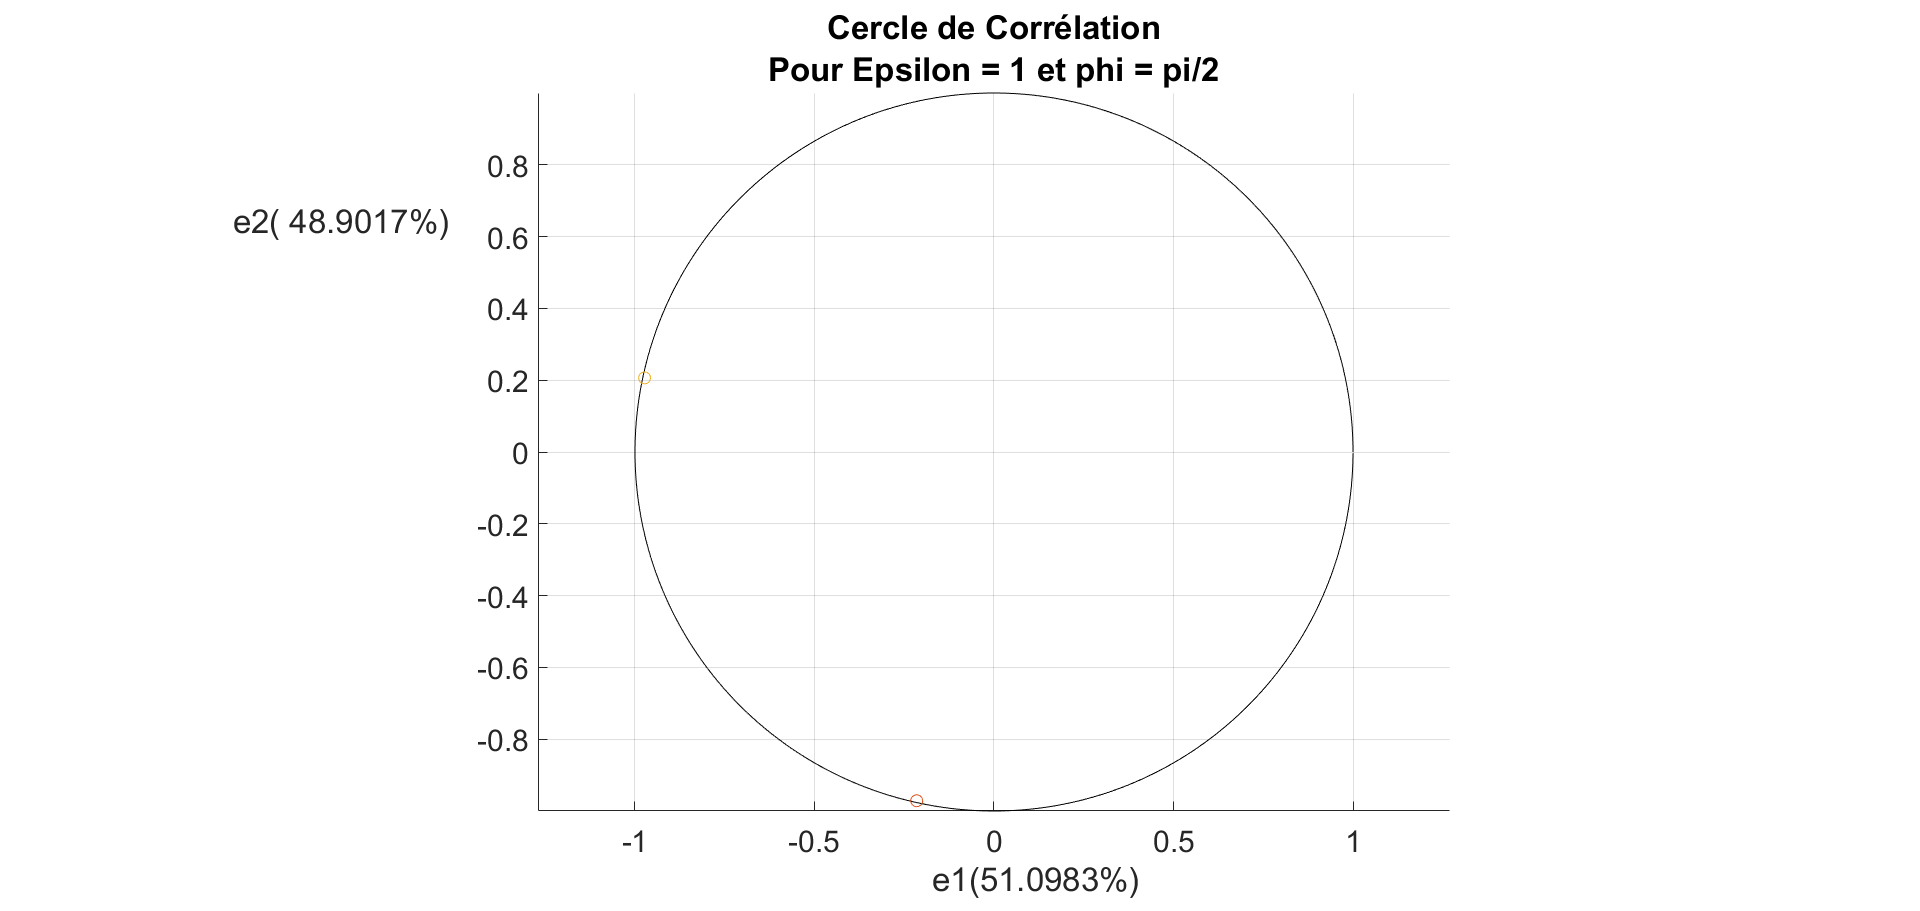 Cercle de Corrélation
Pour Epsilon = 1 et phi = pi/2
e2( 48.9017%)
0.8
0.6
0.4
0.2
0
-0.2
-0.4
-0.6
-0.8
-1 -0.5 0 0.5 1
e1(51.0983%)